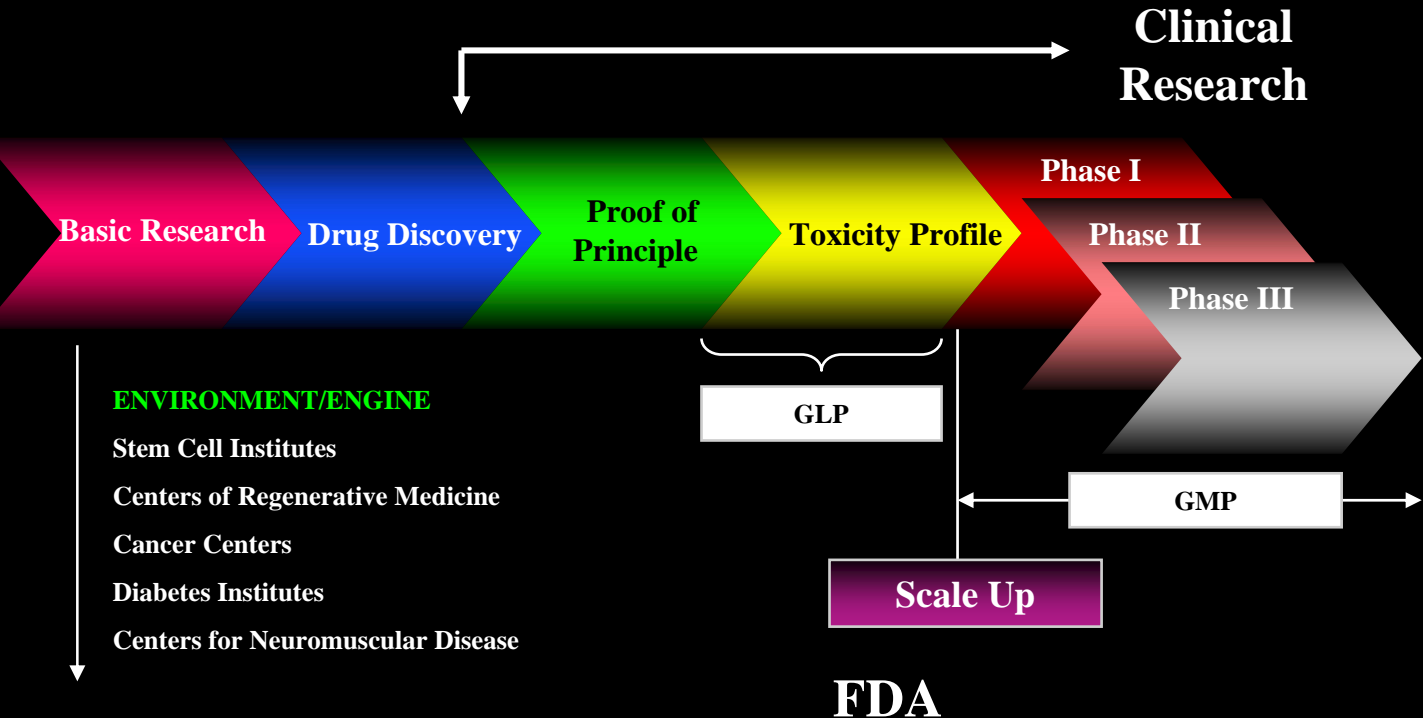 Clinical
Research
Basic Research
Drug Discovery
Proof of
Principle
Toxicity Profile
Phase I
Phase II
Phase III
ENVIRONMENT/ENGINE
Stem Cell Institutes
Centers of Regenerative Medicine
Cancer Centers
Diabetes Institutes
Centers for Neuromuscular Disease
GLP
GMP
Scale Up
FDA